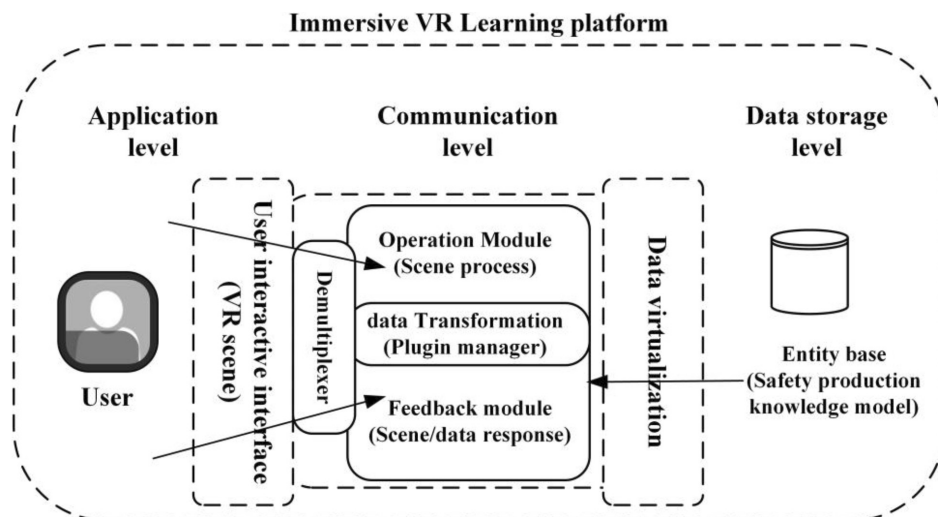 Immersive VR Learning platform
Application
level
Communication
level
Data storage
level
User
User interactive interface
(VR scene)
Demultiplexer
Operation Module
(Scene process)
data Transformation
(Plugin manager)
Feedback module
(Scene/data response)
Data virtualization
Entity base
(Safety production
knowledge model)